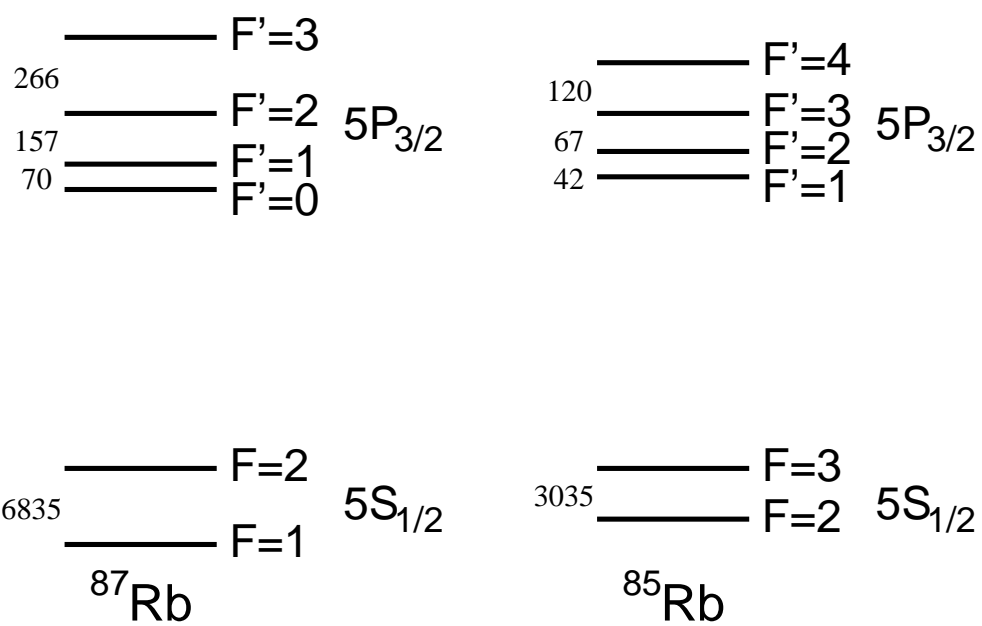 F’=3
266
F’=2
5P3/2
157
F’=1
70
F’=0
F’=4
120
F’=3
5P3/2
67
F’=2
42
F’=1
F=2
6835
5S1/2
F=1
87Rb
F=3
3035
5S1/2
F=2
85Rb